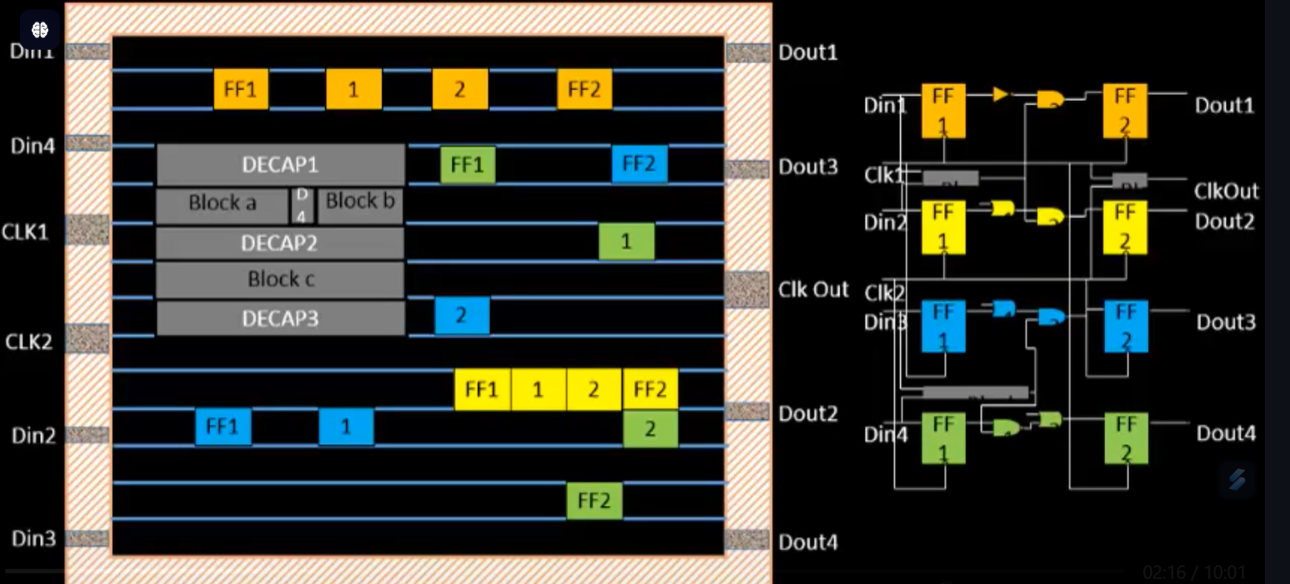 Din1
Dout1
FF1 1 2 FF2
Din4
DECAP1
FF1
FF2
Dout3
Block a
D
4
Block b
CLK1
DECAP2
1
Block c
Clk Out
DECAP3
2
CLK2
FF1 1 2 FF2
Dout2
FF1
1
2
Din2
FF2
Din3
Dout4
Din1
FF
1
FF
2
Dout1
Clk1
ClkOut
Din2
FF
1
FF
2
Dout2
Clk2
Din3
FF
1
FF
2
Dout3
Din4
FF
1
FF
2
Dout4
02:16 / 10:01